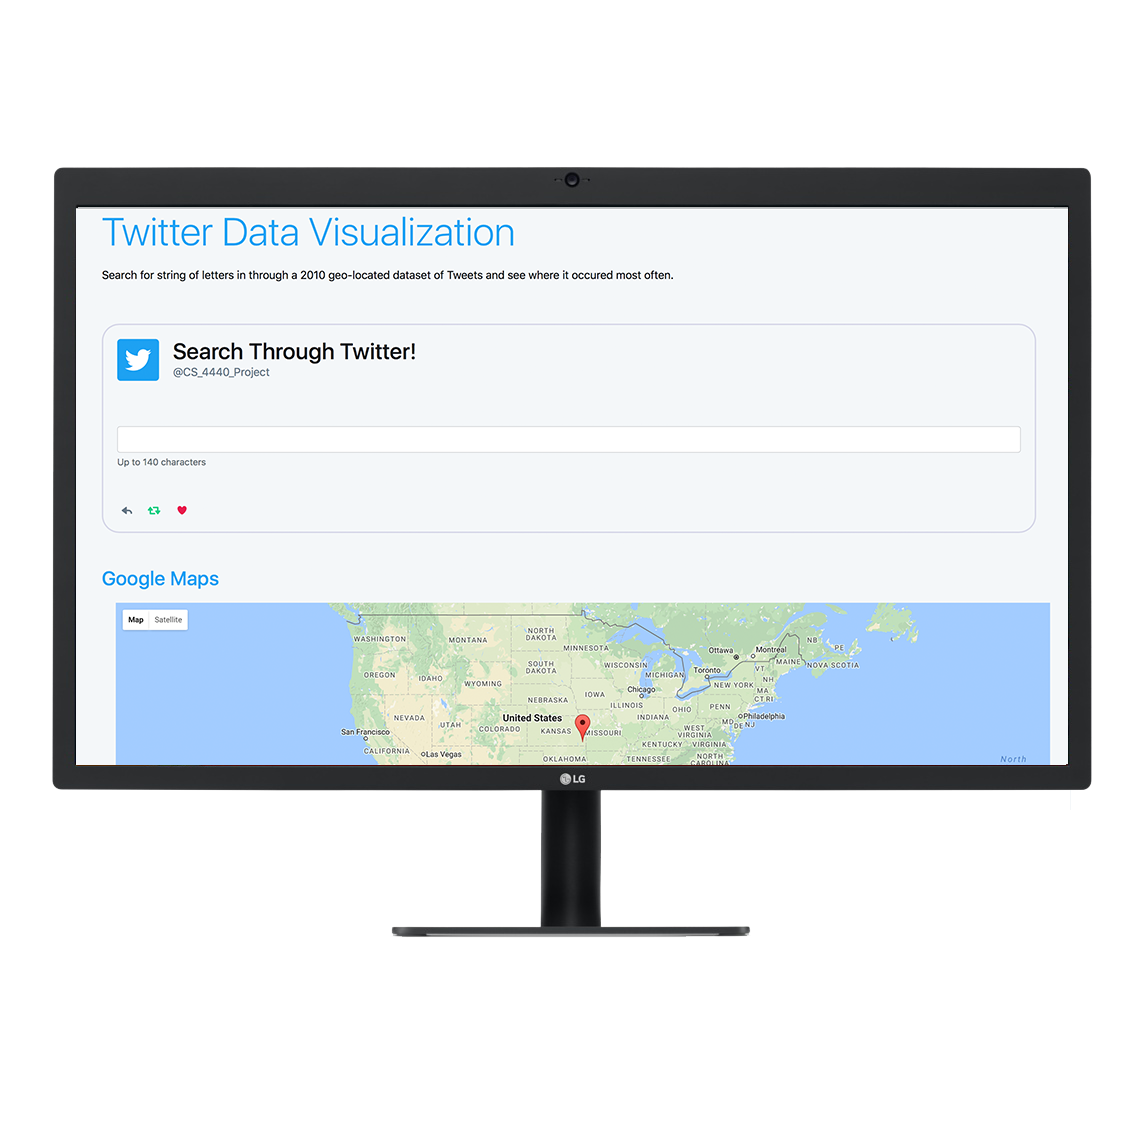 Twitter Data Visualization
Search for string of letters in through a 2010 geo-located dataset of Tweets and see where it occured most often.
Search Through Twitter!
@CS_4440_Project
Up to 140 characters
Google Maps
Map Satellite
WASHINGTON
MONTANA
NORTH
DAKOTA
MINNESOTA
Ottawa
Montreal
NB
PE
MAINE
NOVA SCOTIA
OREGON
IDAHO
WYOMING
SOUTH
DAKOTA
WISCONSIN
MICHIGAN
Toronto
VT
NH
NEW YORK
MA
CT RI
NEBRASKA
IOWA
Chicago
ILLINOIS
INDIANA
OHIO
PENN
Philadelphia
NEVADA
UTAH
COLORADO
United States
KANSAS
MISSOURI
WEST
VIRGINIA
MD
DE NJ
San Francisco
CALIFORNIA
Las Vegas
KENTUCKY
VIRGINIA
OKLAHOMA
TENNESSEE
NORTH
CAROLINA
North
LG